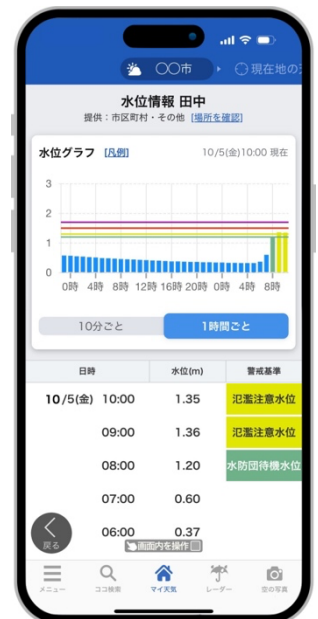 〇〇市
現在地の天
水位情報 田中
提供：市区町村・その他 [場所を確認]
水位グラフ [凡例] 10/5(金)10:00 現在
3
2
1
0
0時 4時 8時 12時 16時 20時 0時 4時 8時
10分ごと 1時間ごと
日時 水位(m) 警戒基準
10/5(金) 10:00 1.35 氾濫注意水位
09:00 1.36 氾濫注意水位
08:00 1.20 水防団待機水位
07:00 0.60
06:00 0.37
戻る
画面内を操作
メニュー ココ検索 マイ天気 レーダー 空の写真